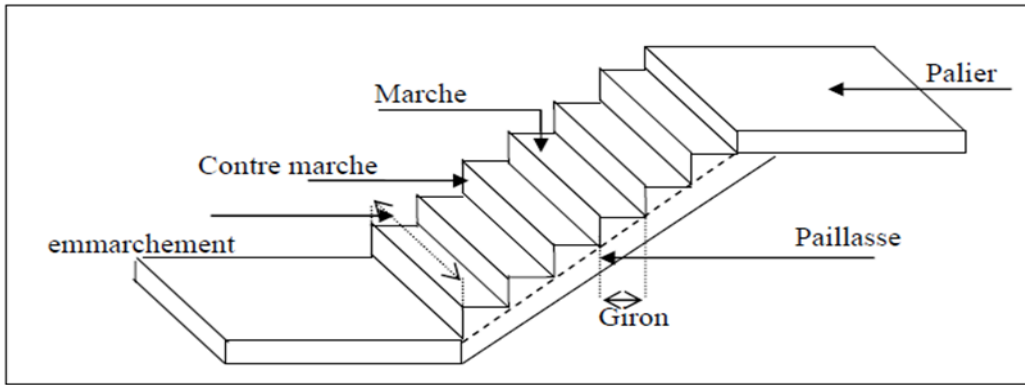 Palier
Marche
Contre marche
emmarchement
Paillasse
Giron